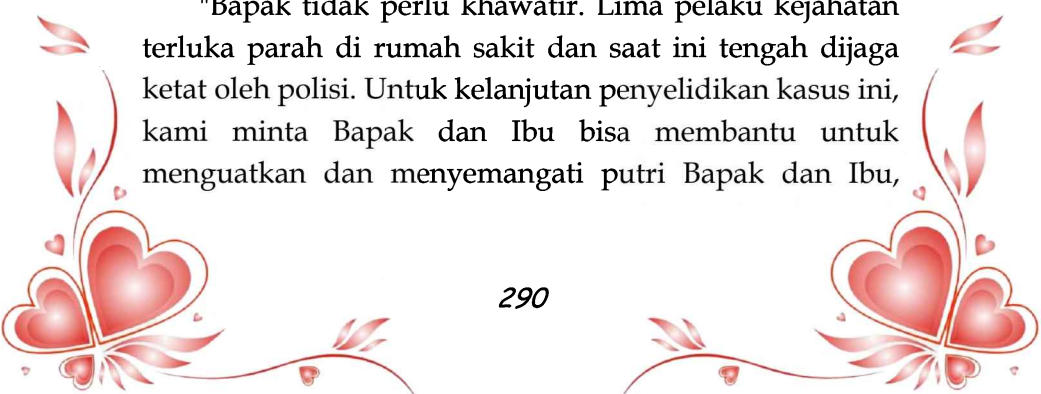 "Bapak tidak perlu khawatir. Lima pelaku kejahatan
terluka parah di rumah sakit dan saat ini tengah dijaga
ketat oleh polisi. Untuk kelanjutan penyelidikan kasus ini,
kami minta Bapak dan Ibu bisa membantu untuk
menguatkan dan menyemangati putri Bapak dan Ibu,
290